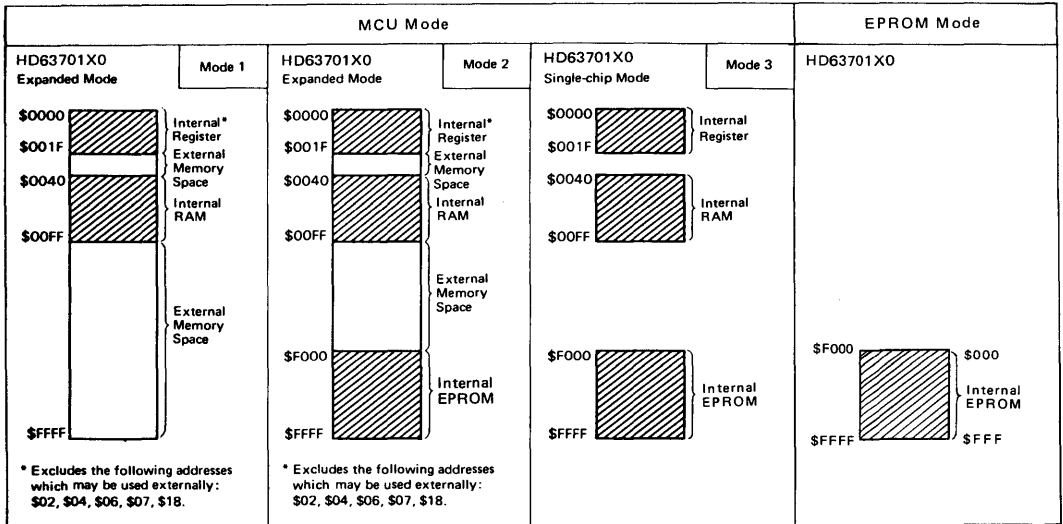 MCU Mode
EPROM Mode
HD63701X0
Expanded Mode
Mode 1
$0000
Internal*
Register
$001F
External
Memory
Space
$0040
Internal
RAM
$00FF
External
Memory
Space
$FFFF
* Excludes the following addresses
which may be used externally:
$02, $04, $06, $07, $18.
HD63701X0
Expanded Mode
Mode 2
$0000
Internal*
Register
$001F
External
Memory
Space
$0040
Internal
RAM
$00FF
External
Memory
Space
$F000
Internal
EPROM
$FFFF
* Excludes the following addresses
which may be used externally:
$02, $04, $06, $07, $18.
HD63701X0
Single-chip Mode
Mode 3
$0000
Internal
Register
$001F
$0040
Internal
RAM
$00FF
$F000
Internal
EPROM
$FFFF
HD63701X0
$F000
$000
Internal
EPROM
$FFFF
$FFF